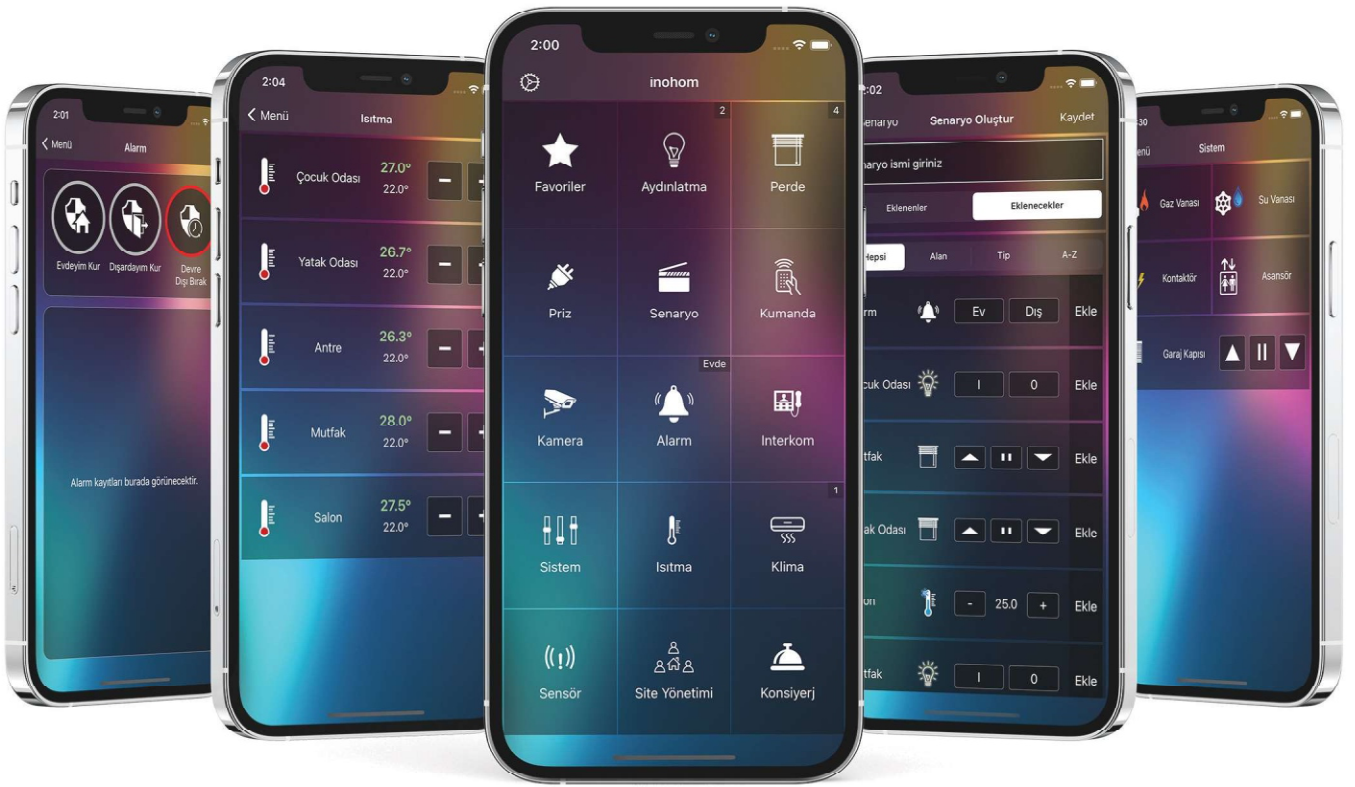 2:01
Menü
Alarm
Evdeyim Kur
Dışardayım Kur
Devre
Dışı Bırak
Alarm kayıtları burada görünecektir.
2:04
Menü
Isıtma
Çocuk Odası
27.0°
22.0°
Yatak Odası
26.7°
22.0°
Antre
26.3°
22.0°
Mutfak
28.0°
22.0°
Salon
27.5°
22.0°
2:00
inohom
2
4
Favoriler
Aydınlatma
Perde
Priz
Senaryo
Kumanda
Evde
Kamera
Alarm
Interkom
1
Sistem
Isıtma
Klima
Sensör
Site Yönetimi
Konsiyerj
:02
Senaryo Oluştur
Kaydet
ismi giriniz
Eklenenler
Eklenecekler
Alan
Tip
A-Z
Ev
Dış
Ekle
Odası
I
0
Ekle
Ekle
Odası
Ekle
-
25.0
+
Ekle
I
0
Ekle
Sistem
Gaz Vanası
Su Vanası
Kontaktör
Asansör
Garaj Kapısı